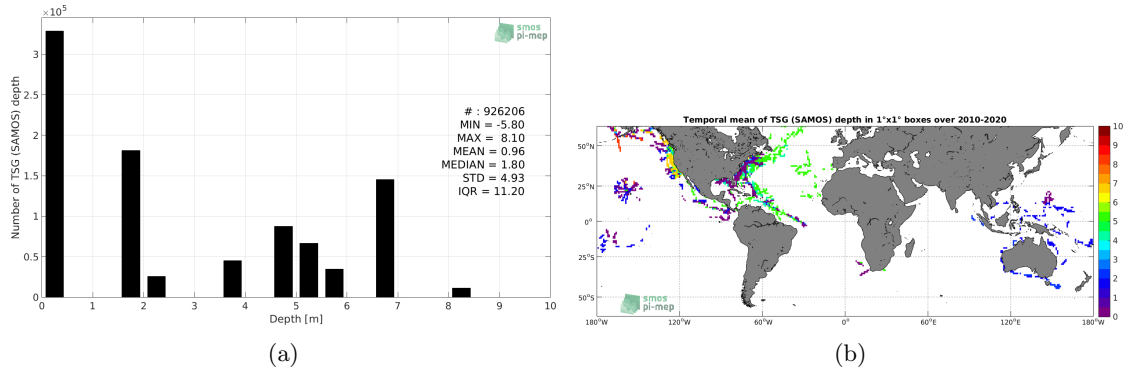 ×10⁵
3
2.5
2
1.5
1
0.5
0
0 1 2 3 4 5 6 7 8 9 10
Number of TSG (SAMOS) depth
Depth [m]
smos
pi-mep
# : 926206
MIN = -5.80
MAX = 8.10
MEAN = 0.96
MEDIAN = 1.80
STD = 4.93
IQR = 11.20
(a)
Temporal mean of TSG (SAMOS) depth in 1°x1° boxes over 2010-2020
50°N
25°N
0°
25°S
50°S
180°W 120°W 60°W 0° 60°E 120°E 180°W
smos
pi-mep
10
9
8
7
6
5
4
3
2
1
0
(b)